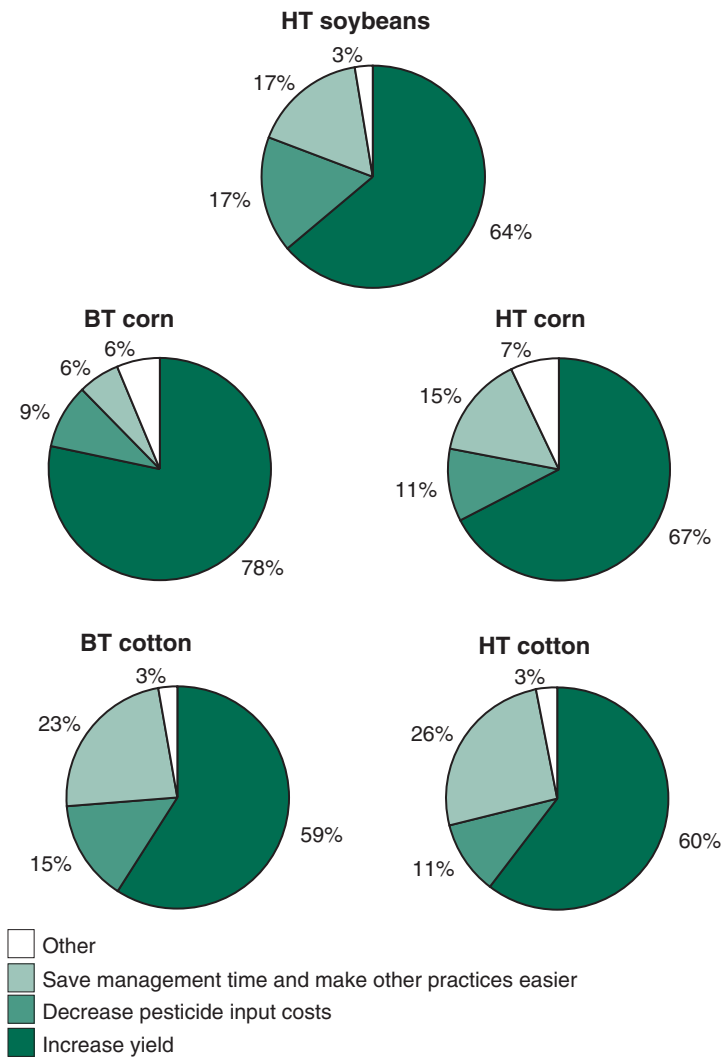 HT soybeans
3%
17%
17%
64%
BT corn
6%
6%
9%
78%
HT corn
7%
15%
11%
67%
BT cotton
3%
23%
15%
59%
HT cotton
3%
26%
11%
60%
Other
Save management time and make other practices easier
Decrease pesticide input costs
Increase yield